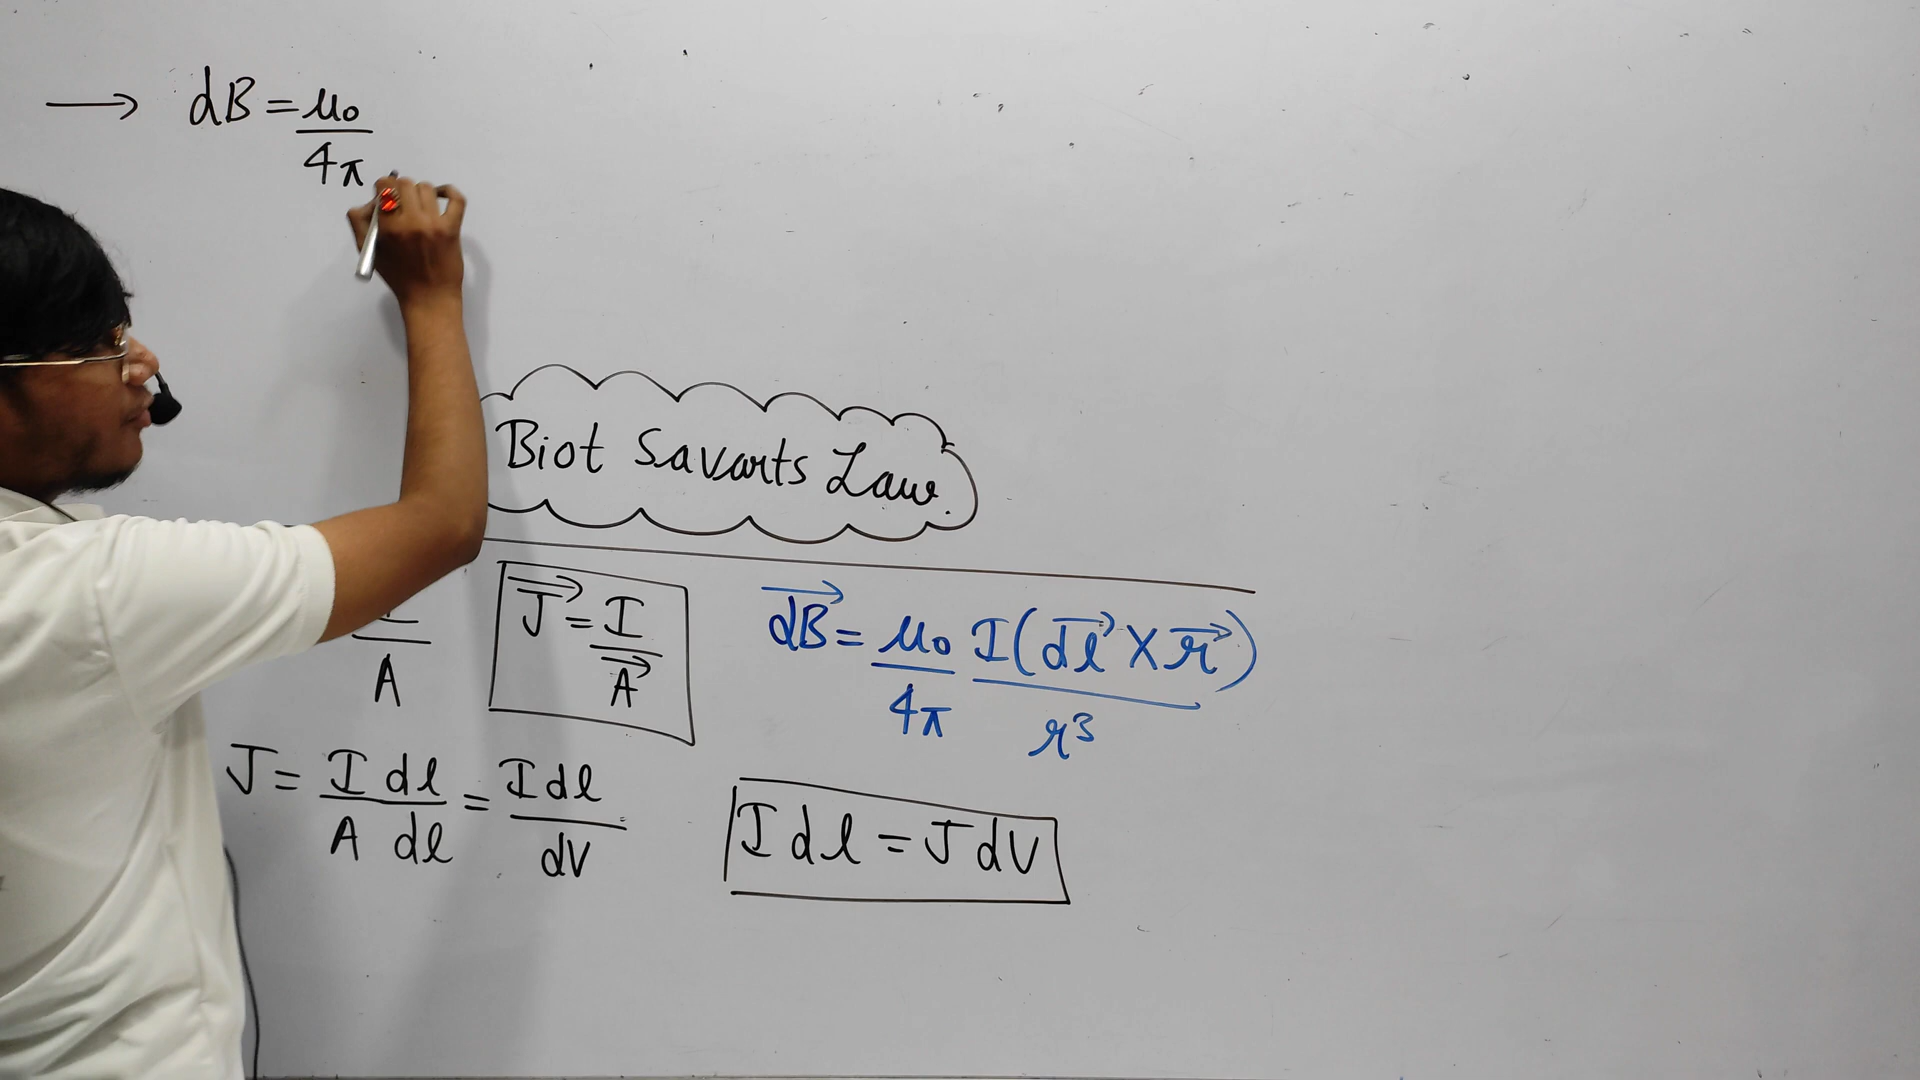 → dB = μ₀/4π
Biot Savarts Law.
/A
J⃗ = I/A⃗
dB⃗ = μ₀/4π I(dl⃗ × r⃗)/r³
J = I dl/A dl = I dl/dV
I dl = J dV